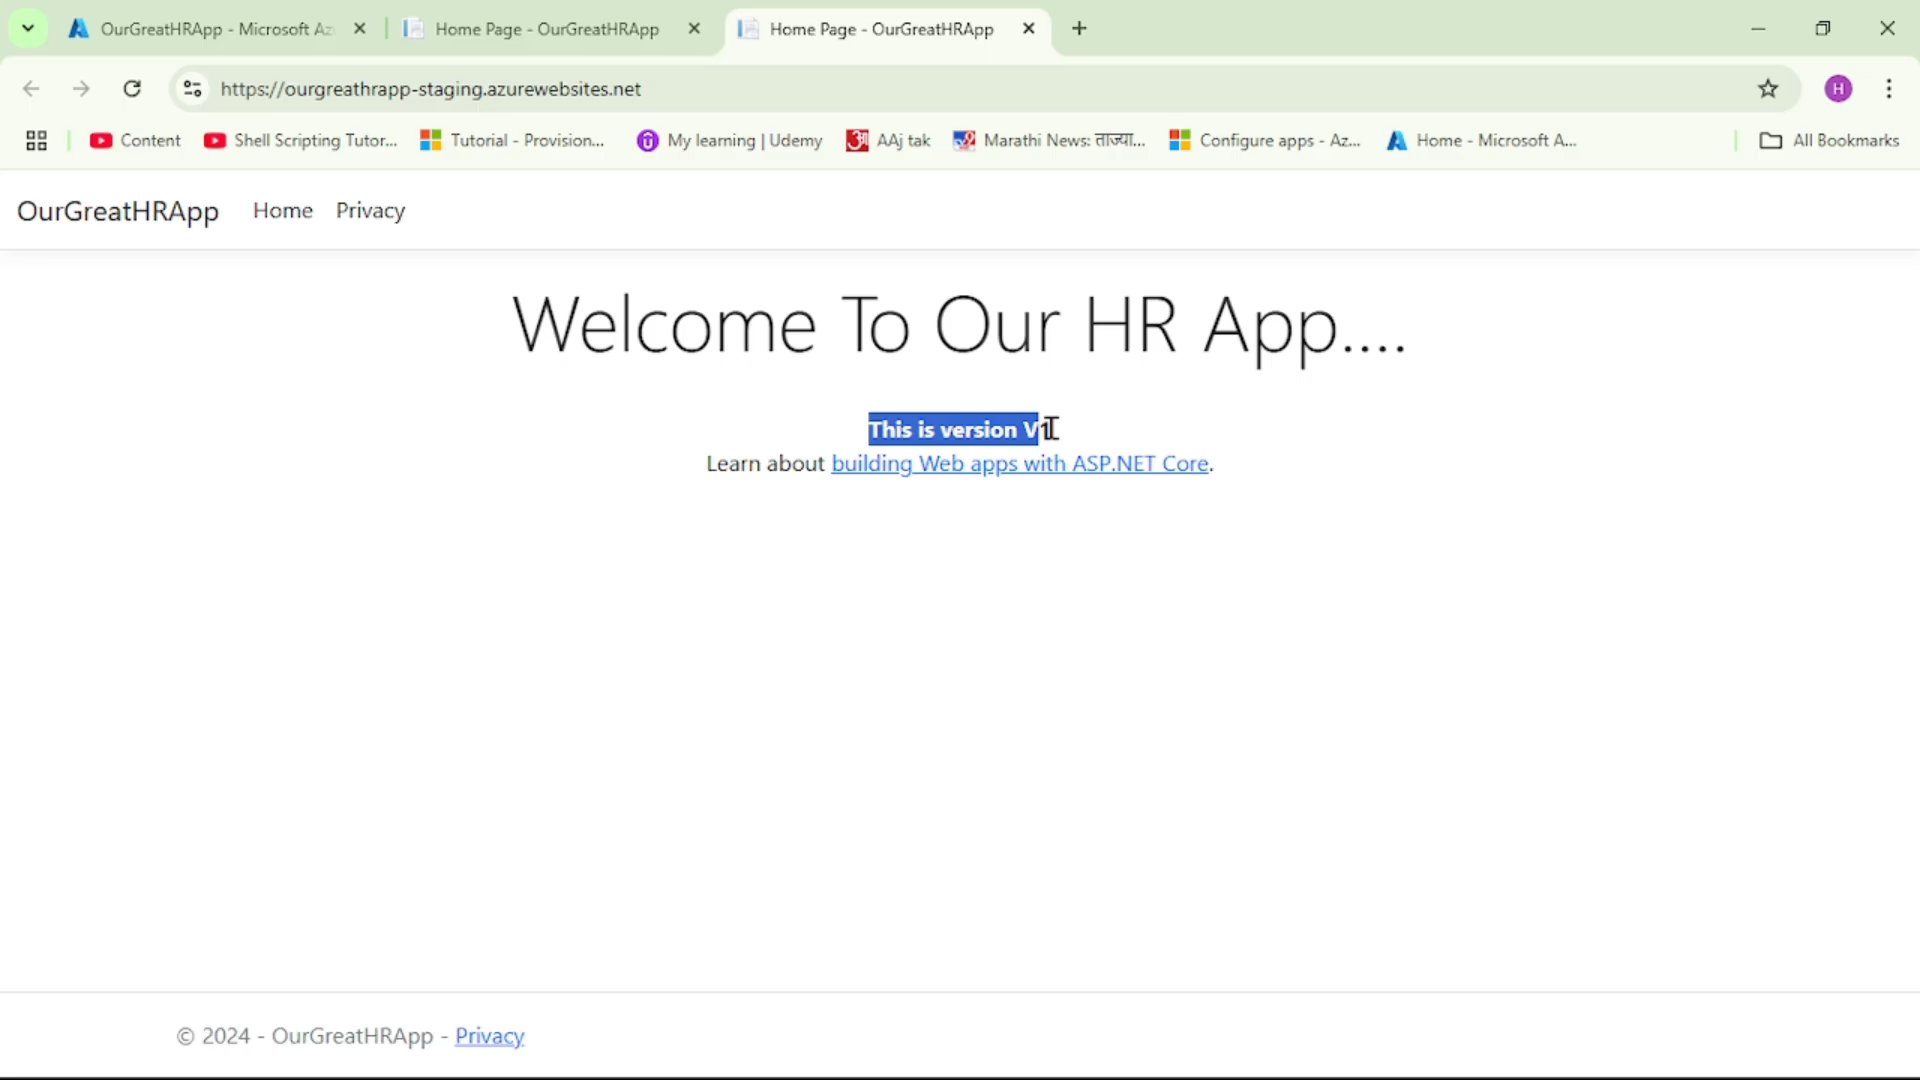 OurGreatHRApp - Microsoft Az
Home Page - OurGreatHRApp
Home Page - OurGreatHRApp
https://ourgreathrapp-staging.azurewebsites.net
H
Content
Shell Scripting Tutor...
Tutorial - Provision...
My learning | Udemy
AAj tak
Marathi News: ताज्या...
Configure apps - Az...
Home - Microsoft A...
All Bookmarks
OurGreatHRApp Home Privacy
Welcome To Our HR App....
This is version V1
Learn about building Web apps with ASP.NET Core.
© 2024 - OurGreatHRApp - Privacy